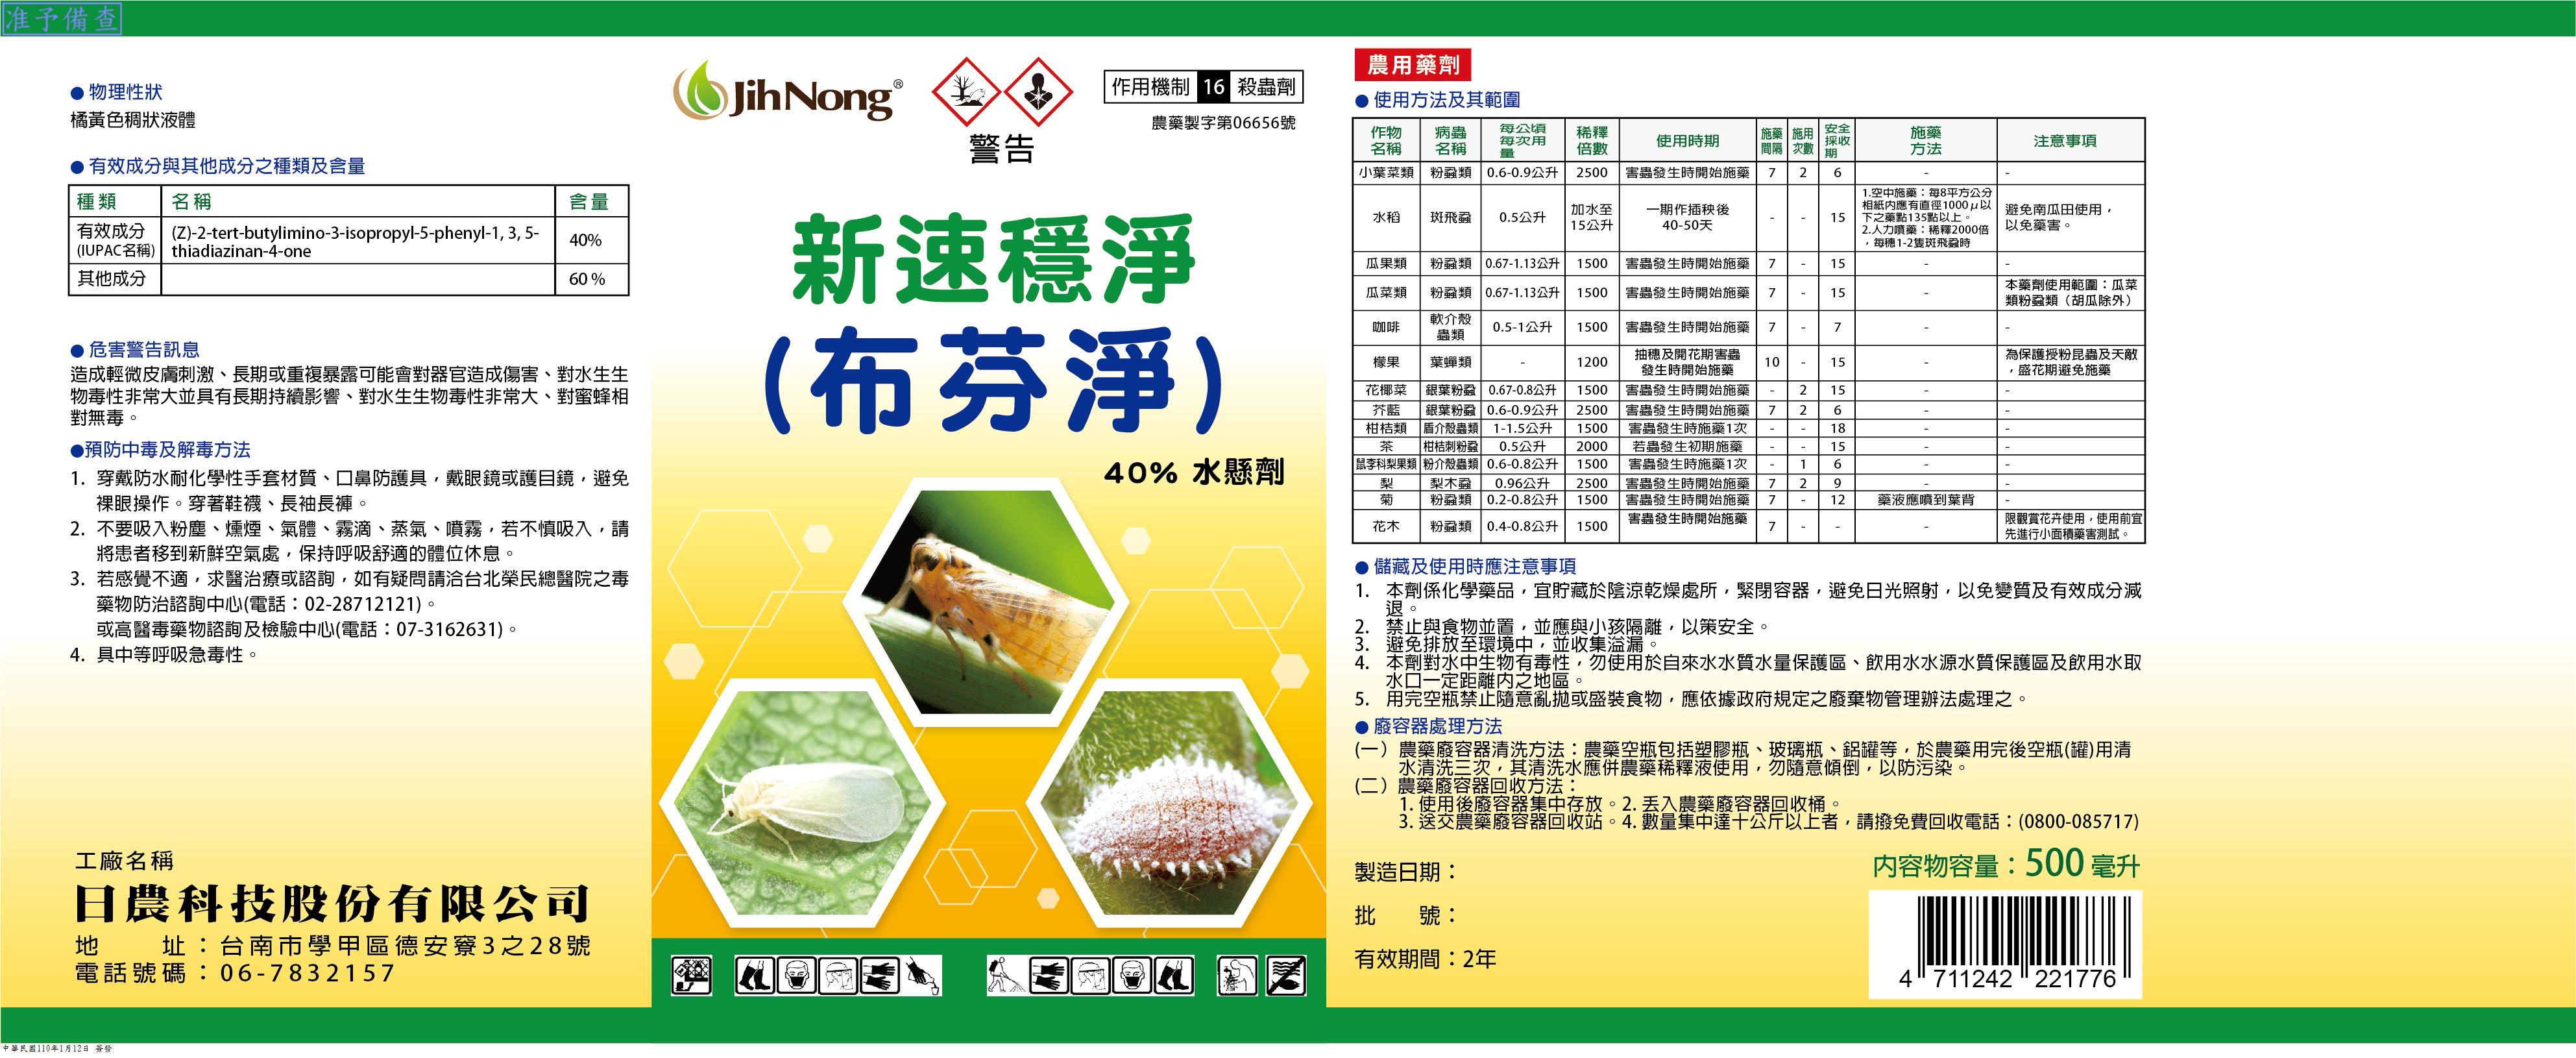 准予備查
● 物理性狀
橘黃色稠狀液體
● 有效成分與其他成分之種類及含量
種類 名稱 含量
有效成分 (IUPAC名稱) (Z)-2-tert-butylimino-3-isopropyl-5-phenyl-1, 3, 5-thiadiazinan-4-one 40%
其他成分 60 %
● 危害警告訊息
造成輕微皮膚刺激、長期或重複暴露可能會對器官造成傷害、對水生生
物毒性非常大並具有長期持續影響、對水生生物毒性非常大、對蜜蜂相
對無毒。
●預防中毒及解毒方法
1. 穿戴防水耐化學性手套材質、口鼻防護具，戴眼鏡或護目鏡，避免
裸眼操作。穿著鞋襪、長袖長褲。
2. 不要吸入粉塵、燻煙、氣體、霧滴、蒸氣、噴霧，若不慎吸入，請
將患者移到新鮮空氣處，保持呼吸舒適的體位休息。
3. 若感覺不適，求醫治療或諮詢，如有疑問請洽台北榮民總醫院之毒
藥物防治諮詢中心(電話：02-28712121)。
或高醫毒藥物諮詢及檢驗中心(電話：07-3162631)。
4. 具中等呼吸急毒性。
工廠名稱
日農科技股份有限公司
地 址：台南市學甲區德安寮3之28號
電話號碼：06-7832157
JihNong®
警告
作用機制 16 殺蟲劑
農藥製字第06656號
新速穩淨
(布芬淨)
40% 水懸劑
農用藥劑
● 使用方法及其範圍
作物名稱 病蟲名稱 每公頃每次用量 稀釋倍數 使用時期 施藥間隔 施用次數 安全採收期 施藥方法 注意事項
小葉菜類 粉蝨類 0.6-0.9公升 2500 害蟲發生時開始施藥 7 2 6 - -
水稻 斑飛蝨 0.5公升 加水至15公升 一期作插秧後40-50天 - - 15 1.空中施藥：每8平方公分相紙內應有直徑1000μ以下之藥點135點以上。2.人力噴藥：稀釋2000倍，每穗1-2隻斑飛蝨時 避免南瓜田使用，以免藥害。
瓜果類 粉蝨類 0.67-1.13公升 1500 害蟲發生時開始施藥 7 - 15 - -
瓜菜類 粉蝨類 0.67-1.13公升 1500 害蟲發生時開始施藥 7 - 15 - 本藥劑使用範圍：瓜菜類粉蝨類（胡瓜除外）
咖啡 軟介殼蟲類 0.5-1公升 1500 害蟲發生時開始施藥 7 - 7 - -
檬果 葉蟬類 - 1200 抽穗及開花期害蟲發生時開始施藥 10 - 15 - 為保護授粉昆蟲及天敵，盛花期避免施藥
花椰菜 銀葉粉蝨 0.67-0.8公升 1500 害蟲發生時開始施藥 - 2 15 - -
芥藍 銀葉粉蝨 0.6-0.9公升 2500 害蟲發生時開始施藥 7 2 6 - -
柑桔類 盾介殼蟲類 1-1.5公升 1500 害蟲發生時施藥1次 - - 18 - -
茶 柑桔刺粉蝨 0.5公升 2000 若蟲發生初期施藥 - - 15 - -
鼠李科梨果類 粉介殼蟲類 0.6-0.8公升 1500 害蟲發生時施藥1次 - 1 6 - -
梨 梨木蝨 0.96公升 2500 害蟲發生時開始施藥 7 2 9 - -
菊 粉蝨類 0.2-0.8公升 1500 害蟲發生時開始施藥 7 - 12 藥液應噴到葉背 -
花木 粉蝨類 0.4-0.8公升 1500 害蟲發生時開始施藥 7 - - - 限觀賞花卉使用，使用前宜先進行小面積藥害測試。
● 儲藏及使用時應注意事項
1. 本劑係化學藥品，宜貯藏於陰涼乾燥處所，緊閉容器，避免日光照射，以免變質及有效成分減
退。
2. 禁止與食物並置，並應與小孩隔離，以策安全。
3. 避免排放至環境中，並收集溢漏。
4. 本劑對水中生物有毒性，勿使用於自來水水質水量保護區、飲用水水源水質保護區及飲用水取
水口一定距離內之地區。
5. 用完空瓶禁止隨意亂拋或盛裝食物，應依據政府規定之廢棄物管理辦法處理之。
● 廢容器處理方法
(一）農藥廢容器清洗方法：農藥空瓶包括塑膠瓶、玻璃瓶、鋁罐等，於農藥用完後空瓶(罐)用清
水清洗三次，其清洗水應併農藥稀釋液使用，勿隨意傾倒，以防污染。
(二）農藥廢容器回收方法：
1. 使用後廢容器集中存放。2. 丟入農藥廢容器回收桶。
3. 送交農藥廢容器回收站。4. 數量集中達十公斤以上者，請撥免費回收電話：(0800-085717)
製造日期：
批 號：
有效期間：2年
內容物容量：500 毫升
4 711242 221776
中華民國110年1月12日 簽發